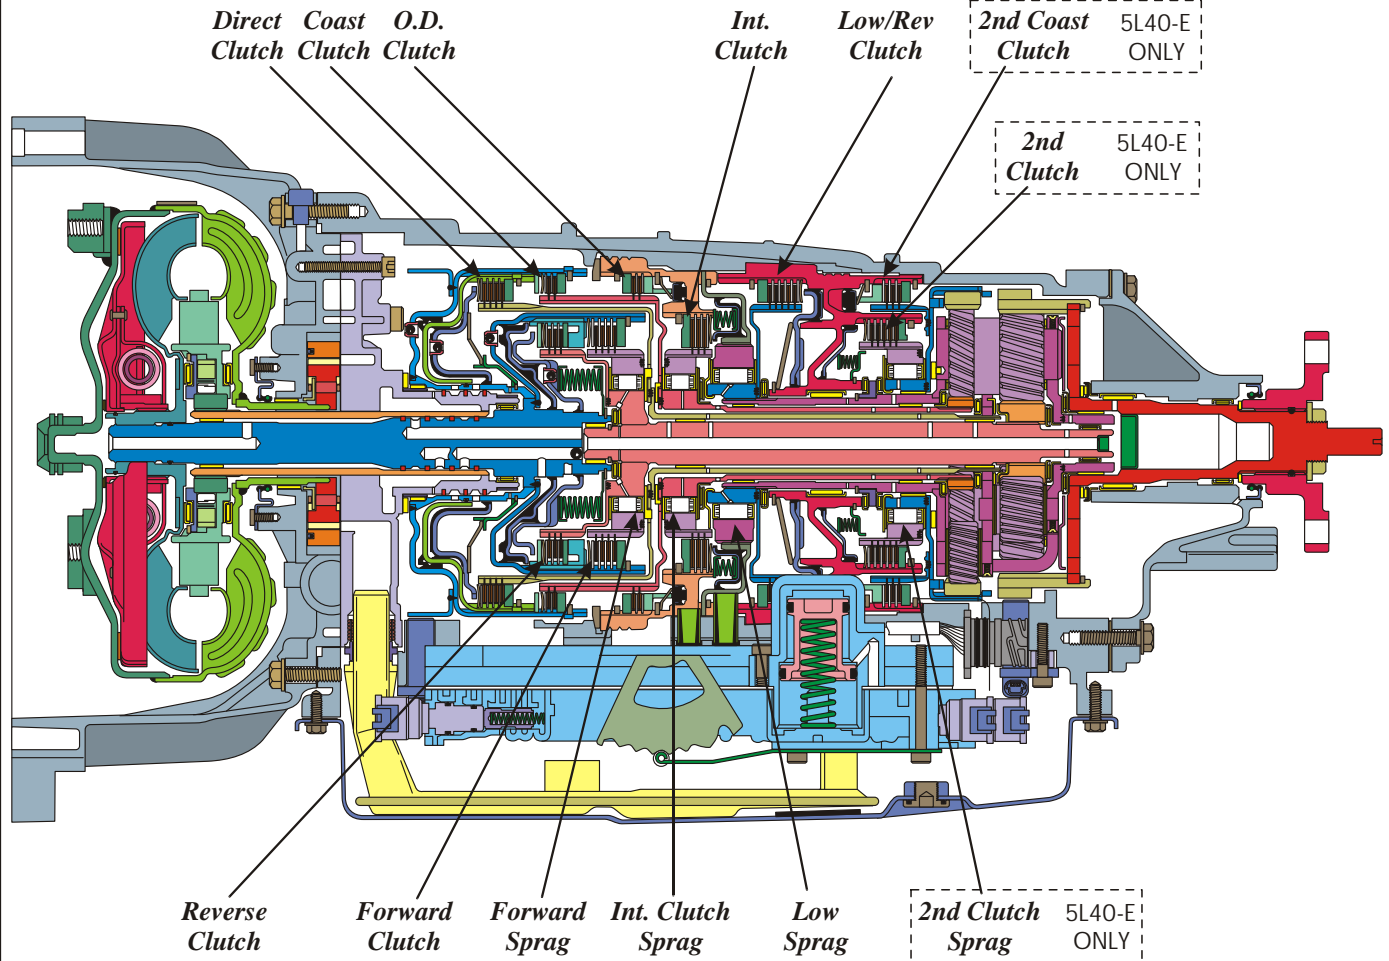 Direct Coast O.D.
Clutch Clutch Clutch
Int.
Clutch
Low/Rev
Clutch
2nd Coast 5L40-E
Clutch ONLY
2nd 5L40-E
Clutch ONLY
Reverse
Clutch
Forward
Clutch
Forward
Sprag
Int. Clutch
Sprag
Low
Sprag
2nd Clutch 5L40-E
Sprag ONLY